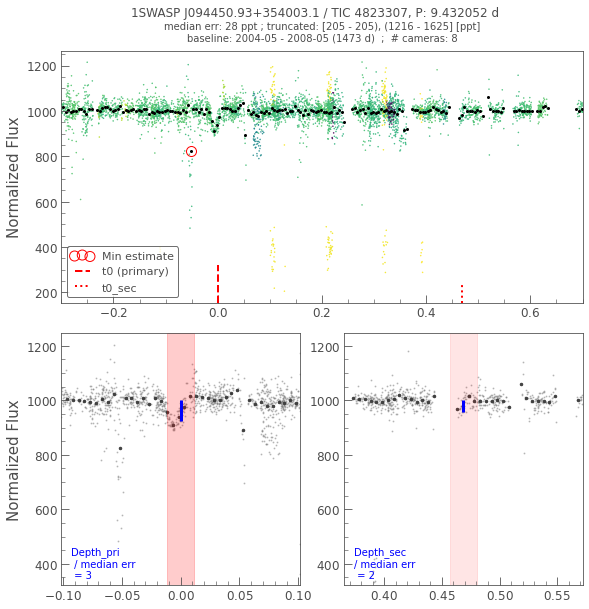 1SWASP J094450.93+354003.1 / TIC 4823307, P: 9.432052 d
median err: 28 ppt ; truncated: [205 - 205), (1216 - 1625] [ppt]
baseline: 2004-05 - 2008-05 (1473 d)  ;  # cameras: 8
Normalized Flux
1200
1000
800
600
400
200
Min estimate
t0 (primary)
t0_sec
−0.2
0.0
0.2
0.4
0.6
Normalized Flux
1200
1000
800
600
400
Depth_pri
/ median err
= 3
−0.10
−0.05
0.00
0.05
0.10
1200
1000
800
600
400
Depth_sec
/ median err
= 2
0.40
0.45
0.50
0.55